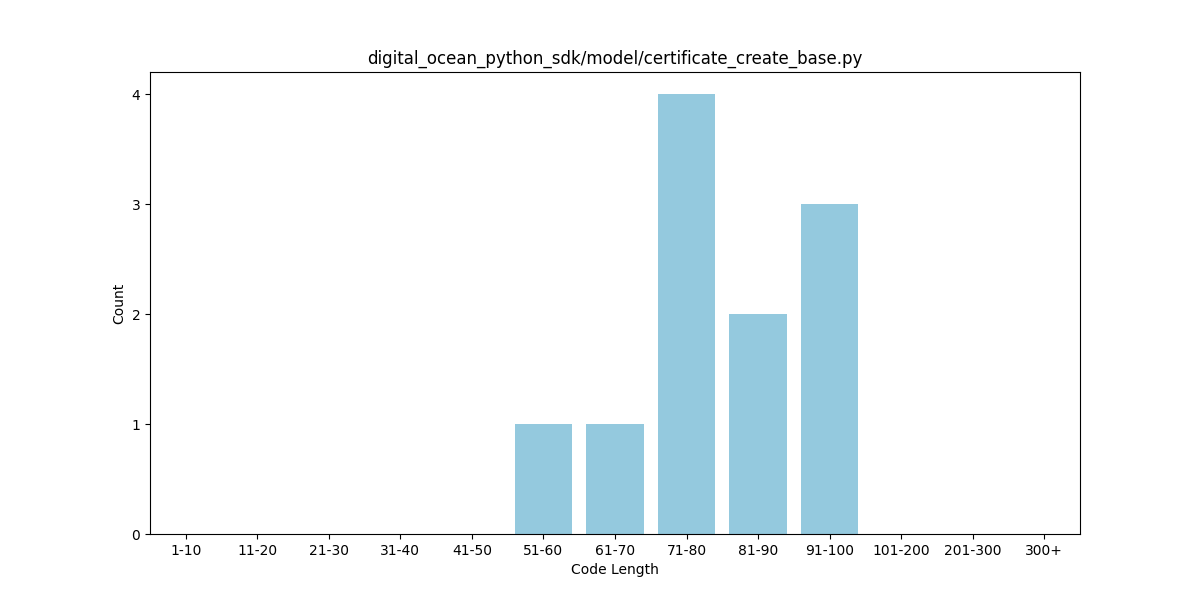 digital_ocean_python_sdk/model/certificate_create_base.py
4
3
2
1
0
Count
1-10 11-20 21-30 31-40 41-50 51-60 61-70 71-80 81-90 91-100 101-200 201-300 300+
Code Length